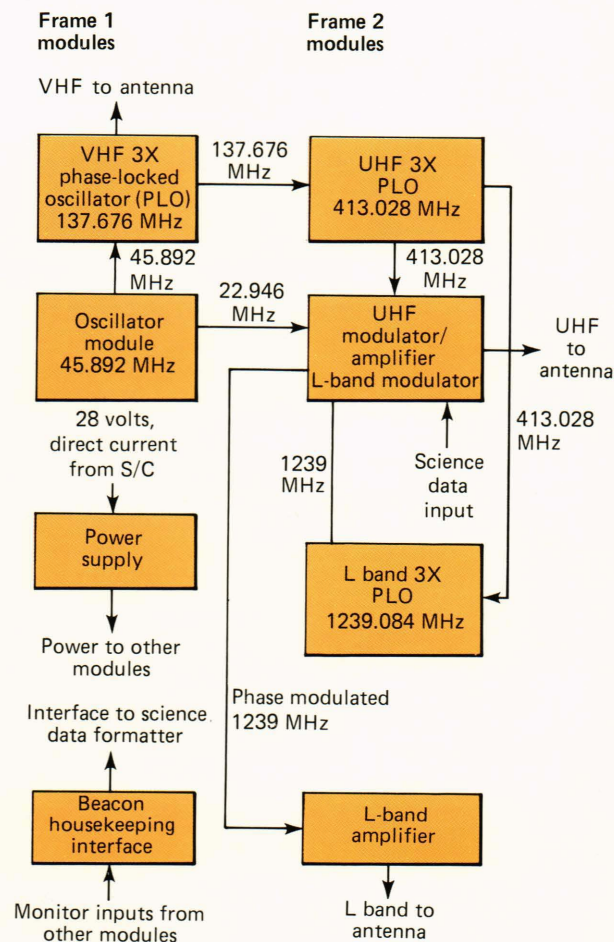 Frame 1
modules
Frame 2
modules
VHF to antenna
VHF 3X
phase-locked
oscillator (PLO)
137.676 MHz
137.676
MHz
UHF 3X
PLO
413.028 MHz
45.892
MHz
413.028
MHz
22.946
MHz
Oscillator
module
45.892 MHz
UHF
modulator/
amplifier
L-band modulator
UHF
to
antenna
28 volts,
direct current
from S/C
413.028
MHz
1239
MHz
Science
data
input
Power
supply
L band 3X
PLO
1239.084 MHz
Power to other
modules
Phase modulated
1239 MHz
Interface to science
data formatter
Beacon
housekeeping
interface
L-band
amplifier
Monitor inputs from
other modules
L band to
antenna